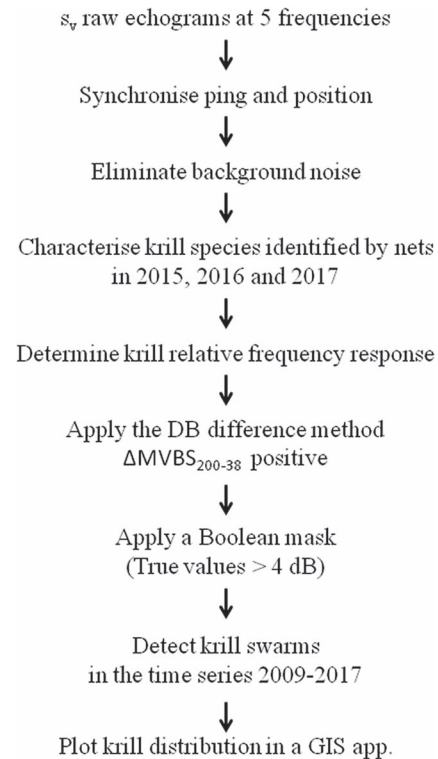 sᵥ raw echograms at 5 frequencies
Synchronise ping and position
Eliminate background noise
Characterise krill species identified by nets
in 2015, 2016 and 2017
Determine krill relative frequency response
Apply the DB difference method
ΔMVBS₂₀₀₋₃₈ positive
Apply a Boolean mask
(True values > 4 dB)
Detect krill swarms
in the time series 2009-2017
Plot krill distribution in a GIS app.